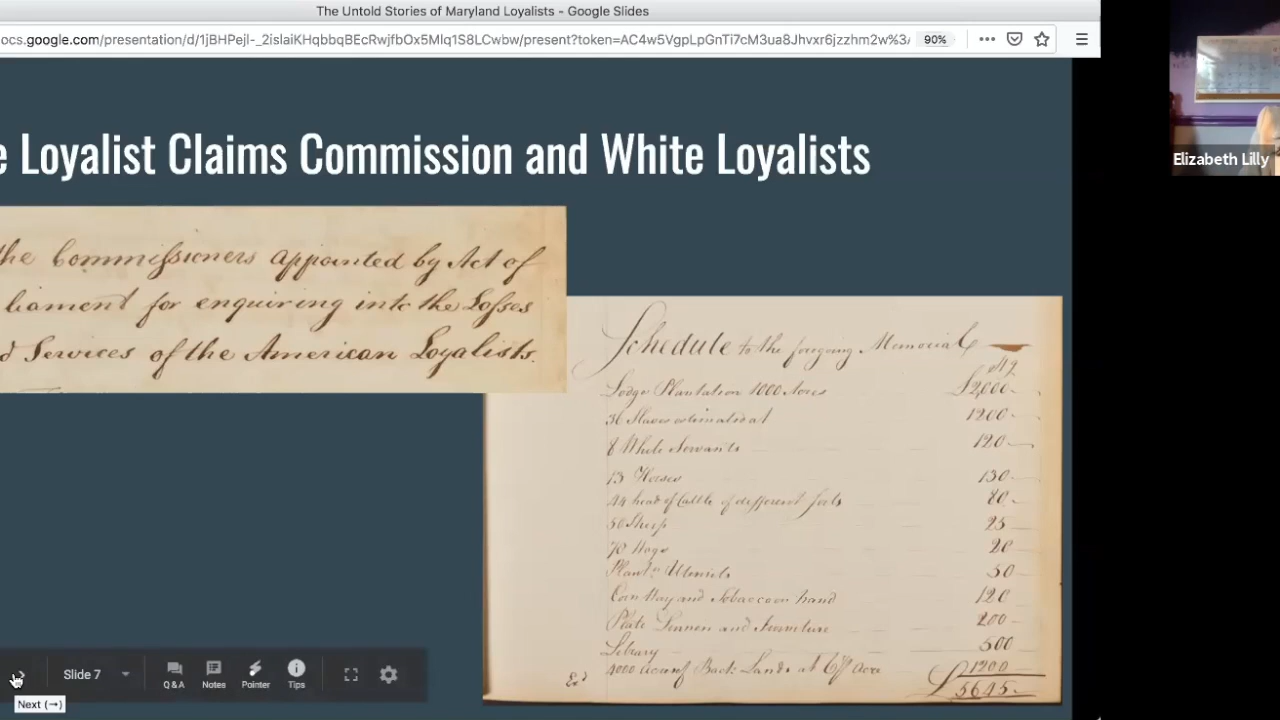 The Untold Stories of Maryland Loyalists - Google Slides
ocs.google.com/presentation/d/1jBHPejl-_2islaiKHqbbqBEcRwjfbOx5Mlq1S8LCwbw/present?token=AC4w5VgpLpGnTi7cM3ua8Jhvxr6jzzhm2w%3
90%
Elizabeth Lilly
e Loyalist Claims Commission and White Loyalists
he Commissioners appointed by Act of
liament for enquiring into the Losses
d Services of the American Loyalists.
Schedule to the foregoing Memorial
Stg
Lodge Plantation 1000 Acres £2,000
36 Slaves estimated at 1200
8 White Servants 120
13 Horses 130
44 head of Cattle of different sorts 80
50 Sheep 25
70 Hogs 20
Plantn Utensils 50
Corn Hay and Tobacco on hand 120
Plate Linnen and Furniture 200
Library 500
4000 acres of Back Lands at 6/ Acre 1200
£5645
Slide 7
Q&A
Notes
Pointer
Tips
Next (→)